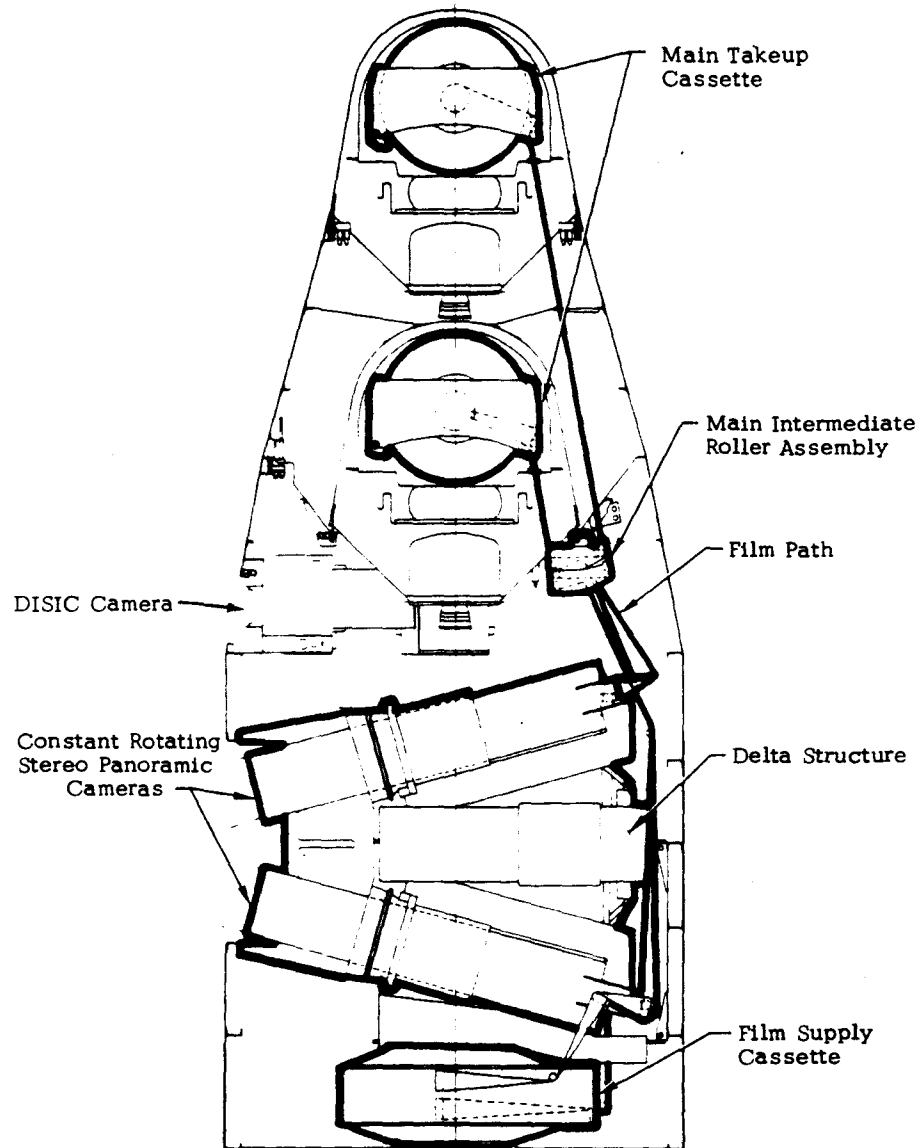 Main Takeup
Cassette
Main Intermediate
Roller Assembly
Film Path
DISIC Camera
Constant Rotating
Stereo Panoramic
Cameras
Delta Structure
Film Supply
Cassette